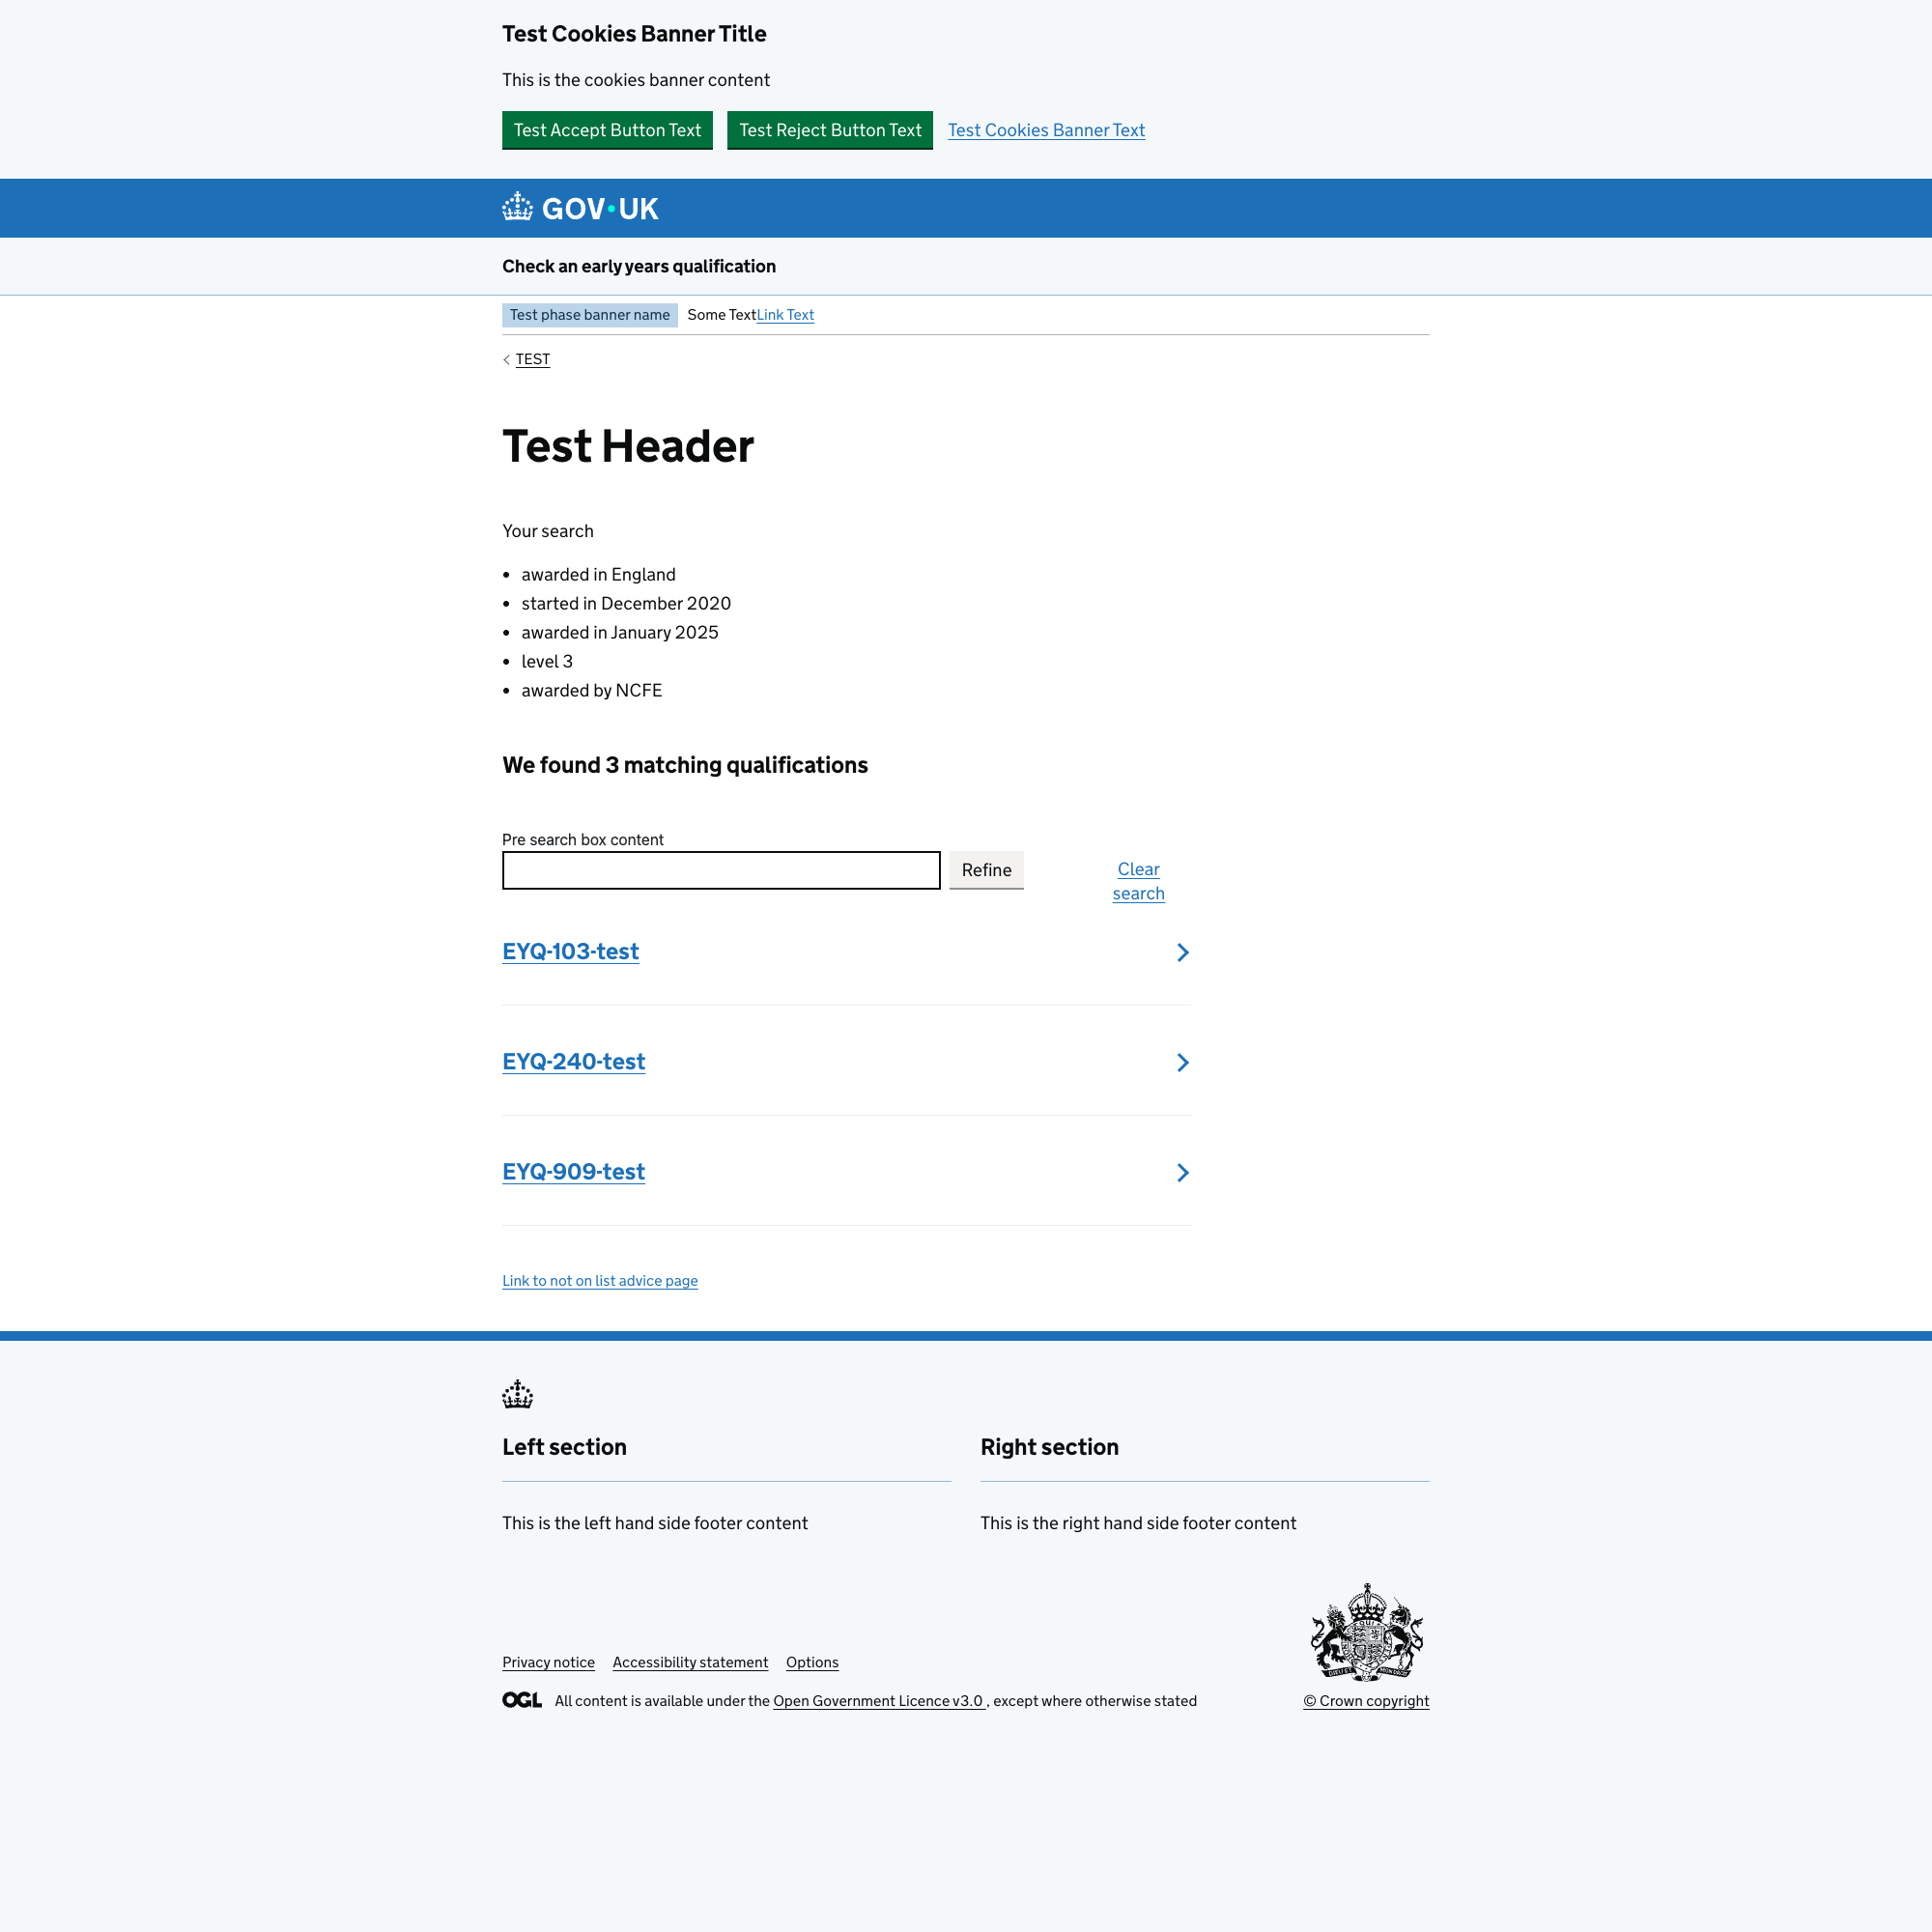 Test Cookies Banner Title
This is the cookies banner content
Test Accept Button Text
Test Reject Button Text
Test Cookies Banner Text
GOV·UK
Check an early years qualification
Test phase banner name
Some TextLink Text
TEST
Test Header
Your search
awarded in England
started in December 2020
awarded in January 2025
level 3
awarded by NCFE
We found 3 matching qualifications
Pre search box content
Refine
Clear
search
EYQ-103-test
EYQ-240-test
EYQ-909-test
Link to not on list advice page
Left section
Right section
This is the left hand side footer content
This is the right hand side footer content
Privacy notice
Accessibility statement
Options
OGL
All content is available under the Open Government Licence v3.0 , except where otherwise stated
© Crown copyright